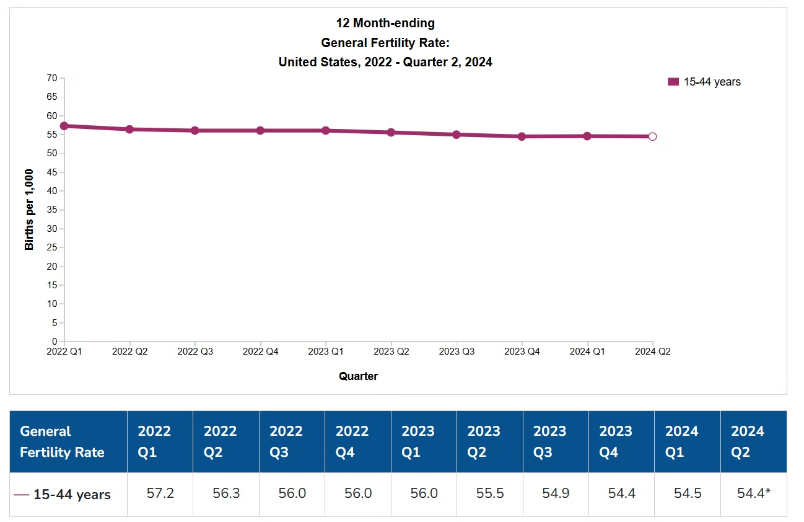 12 Month-ending
General Fertility Rate:
United States, 2022 - Quarter 2, 2024
15-44 years
70
65
60
55
50
45
40
35
30
25
20
15
10
5
0
Births per 1,000
2022 Q1 2022 Q2 2022 Q3 2022 Q4 2023 Q1 2023 Q2 2023 Q3 2023 Q4 2024 Q1 2024 Q2
Quarter
General 2022 2022 2022 2022 2023 2023 2023 2023 2024 2024
Fertility Rate Q1 Q2 Q3 Q4 Q1 Q2 Q3 Q4 Q1 Q2
15-44 years 57.2 56.3 56.0 56.0 56.0 55.5 54.9 54.4 54.5 54.4*